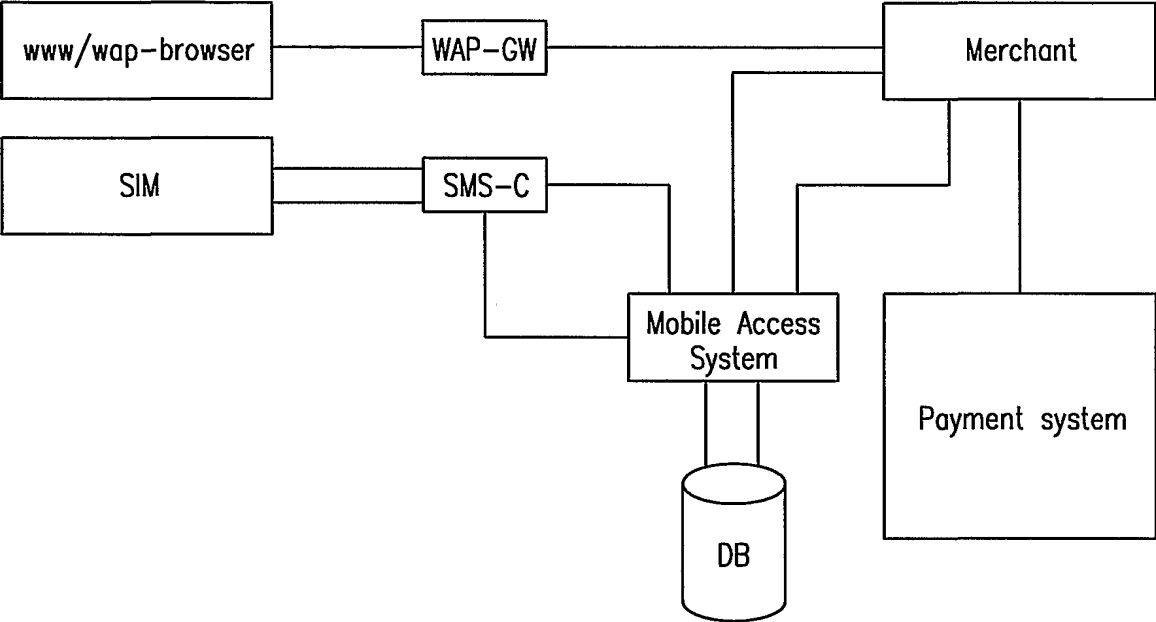 www/wap-browser
WAP-GW
Merchant
SIM
SMS-C
Mobile Access
System
Payment system
DB